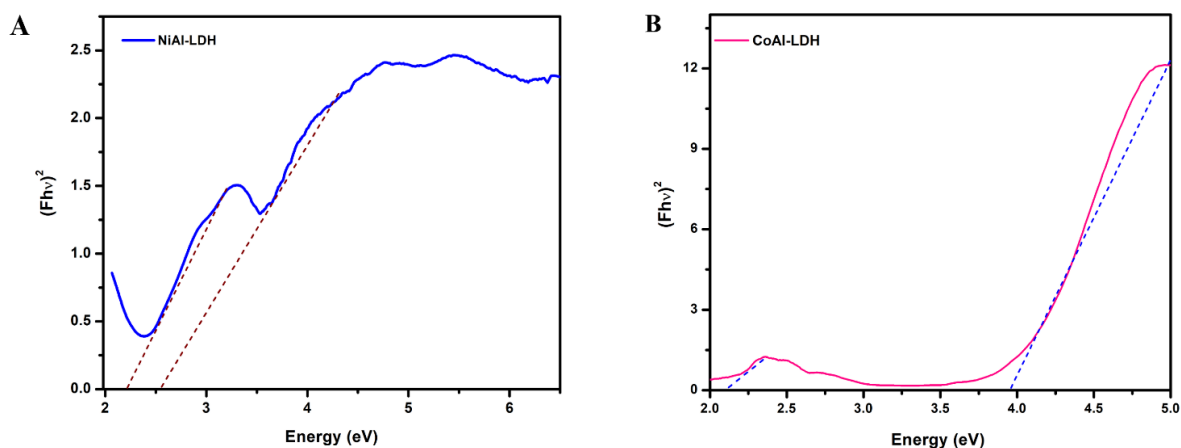 A
NiAl-LDH
(Fhν)²
2.5
2.0
1.5
1.0
0.5
0.0
2 3 4 5 6
Energy (eV)
B
CoAl-LDH
(Fhν)²
12
9
6
3
0
2.0 2.5 3.0 3.5 4.0 4.5 5.0
Energy (eV)